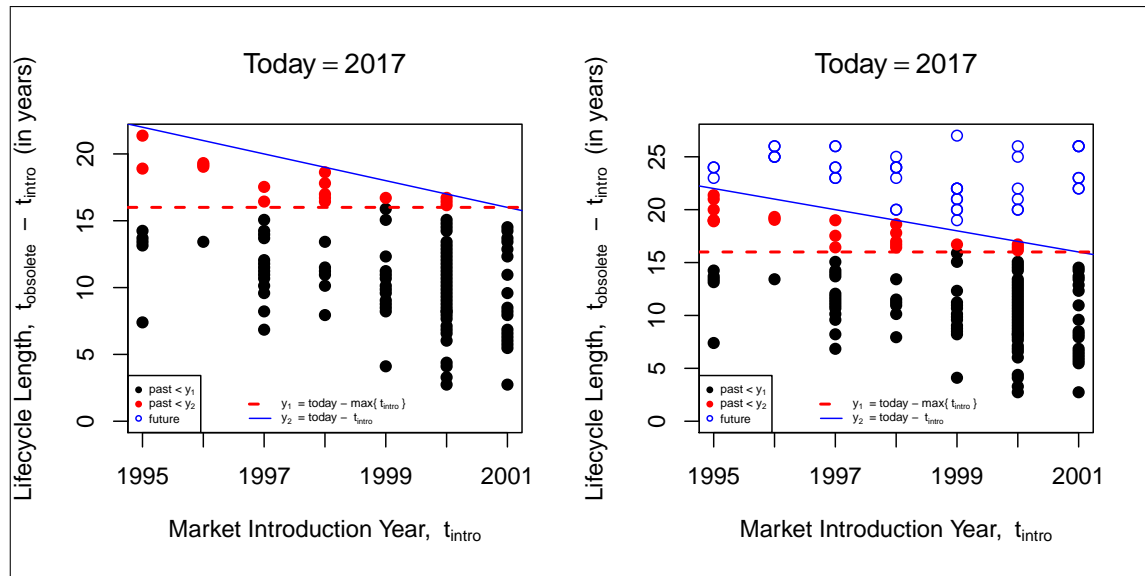 Today = 2017
Lifecycle Length, t_obsolete − t_intro (in years)
20
15
10
5
0
past < y₁
past < y₂
future
y₁ = today − max{ t_intro }
y₂ = today − t_intro
1995 1997 1999 2001
Market Introduction Year, t_intro
Today = 2017
Lifecycle Length, t_obsolete − t_intro (in years)
25
20
15
10
5
0
past < y₁
past < y₂
future
y₁ = today − max{ t_intro }
y₂ = today − t_intro
1995 1997 1999 2001
Market Introduction Year, t_intro